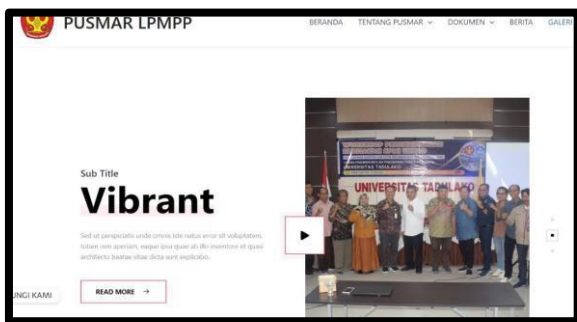 PUSMAR LPMPP
BERANDA TENTANG PUSMAR DOKUMEN BERITA GALERI
Sub Title
Vibrant
Sed ut perspiciatis unde omnis iste natus error sit voluptatem,
totam rem aperiam, eaque ipsa quae ab illo inventore et quasi
architecto beatae vitae dicta sunt explicabo.
READ MORE →
UNGI KAMI
UNIVERSITAS TADULAKO
UNIVERSITAS TADULAKO